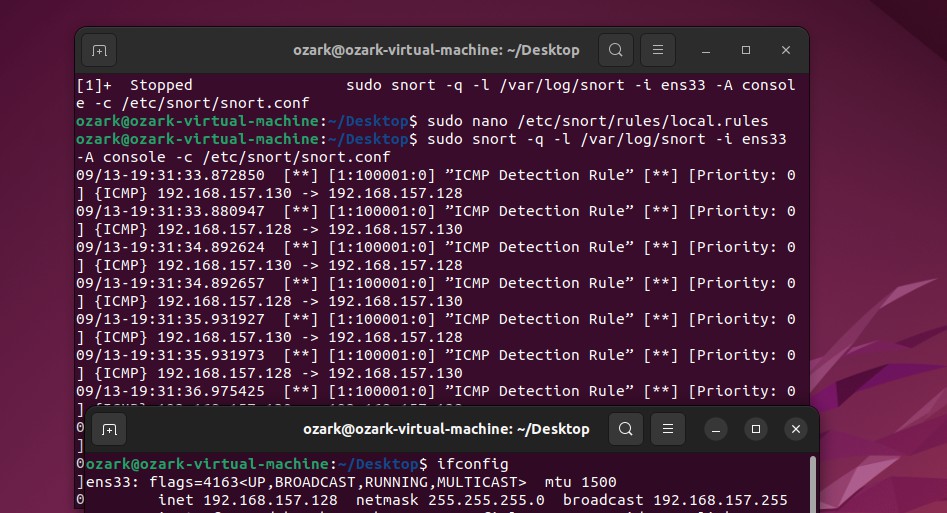 ozark@ozark-virtual-machine: ~/Desktop
[1]+  Stopped                 sudo snort -q -l /var/log/snort -i ens33 -A consol
e -c /etc/snort/snort.conf
ozark@ozark-virtual-machine:~/Desktop$ sudo nano /etc/snort/rules/local.rules
ozark@ozark-virtual-machine:~/Desktop$ sudo snort -q -l /var/log/snort -i ens33
-A console -c /etc/snort/snort.conf
09/13-19:31:33.872850  [**] [1:100001:0] ”ICMP Detection Rule” [**] [Priority: 0
] {ICMP} 192.168.157.130 -> 192.168.157.128
09/13-19:31:33.880947  [**] [1:100001:0] ”ICMP Detection Rule” [**] [Priority: 0
] {ICMP} 192.168.157.128 -> 192.168.157.130
09/13-19:31:34.892624  [**] [1:100001:0] ”ICMP Detection Rule” [**] [Priority: 0
] {ICMP} 192.168.157.130 -> 192.168.157.128
09/13-19:31:34.892657  [**] [1:100001:0] ”ICMP Detection Rule” [**] [Priority: 0
] {ICMP} 192.168.157.128 -> 192.168.157.130
09/13-19:31:35.931927  [**] [1:100001:0] ”ICMP Detection Rule” [**] [Priority: 0
] {ICMP} 192.168.157.130 -> 192.168.157.128
09/13-19:31:35.931973  [**] [1:100001:0] ”ICMP Detection Rule” [**] [Priority: 0
] {ICMP} 192.168.157.128 -> 192.168.157.130
09/13-19:31:36.975425  [**] [1:100001:0] ”ICMP Detection Rule” [**] [Priority: 0
]
0
]
0
]
0
ozark@ozark-virtual-machine: ~/Desktop
ozark@ozark-virtual-machine:~/Desktop$ ifconfig
ens33: flags=4163<UP,BROADCAST,RUNNING,MULTICAST>  mtu 1500
        inet 192.168.157.128  netmask 255.255.255.0  broadcast 192.168.157.255